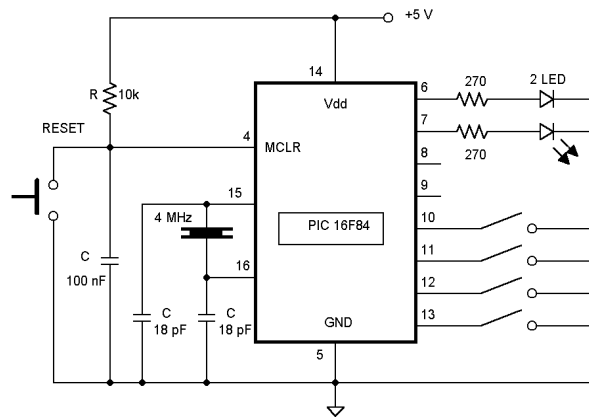 +5 V
14
Vdd
6
270
2 LED
R
10k
7
270
RESET
4
MCLR
8
9
15
4 MHz
PIC 16F84
10
11
16
12
C
100 nF
C
18 pF
C
18 pF
GND
13
5